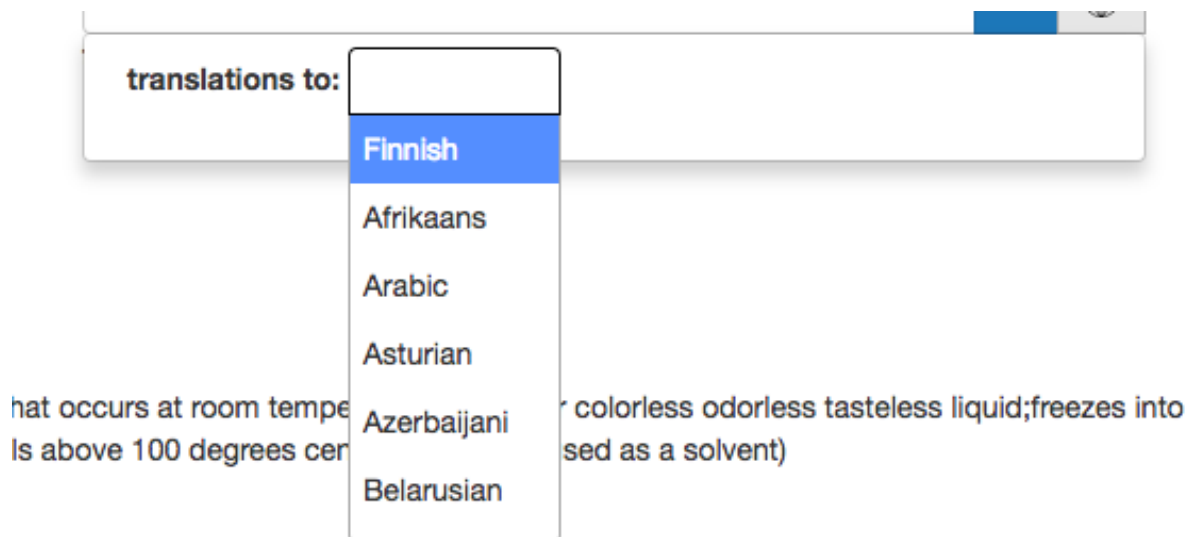 translations to:
Finnish
Afrikaans
Arabic
Asturian
Azerbaijani
Belarusian
hat occurs at room tempe r colorless odorless tasteless liquid;freezes into
ls above 100 degrees cen sed as a solvent)